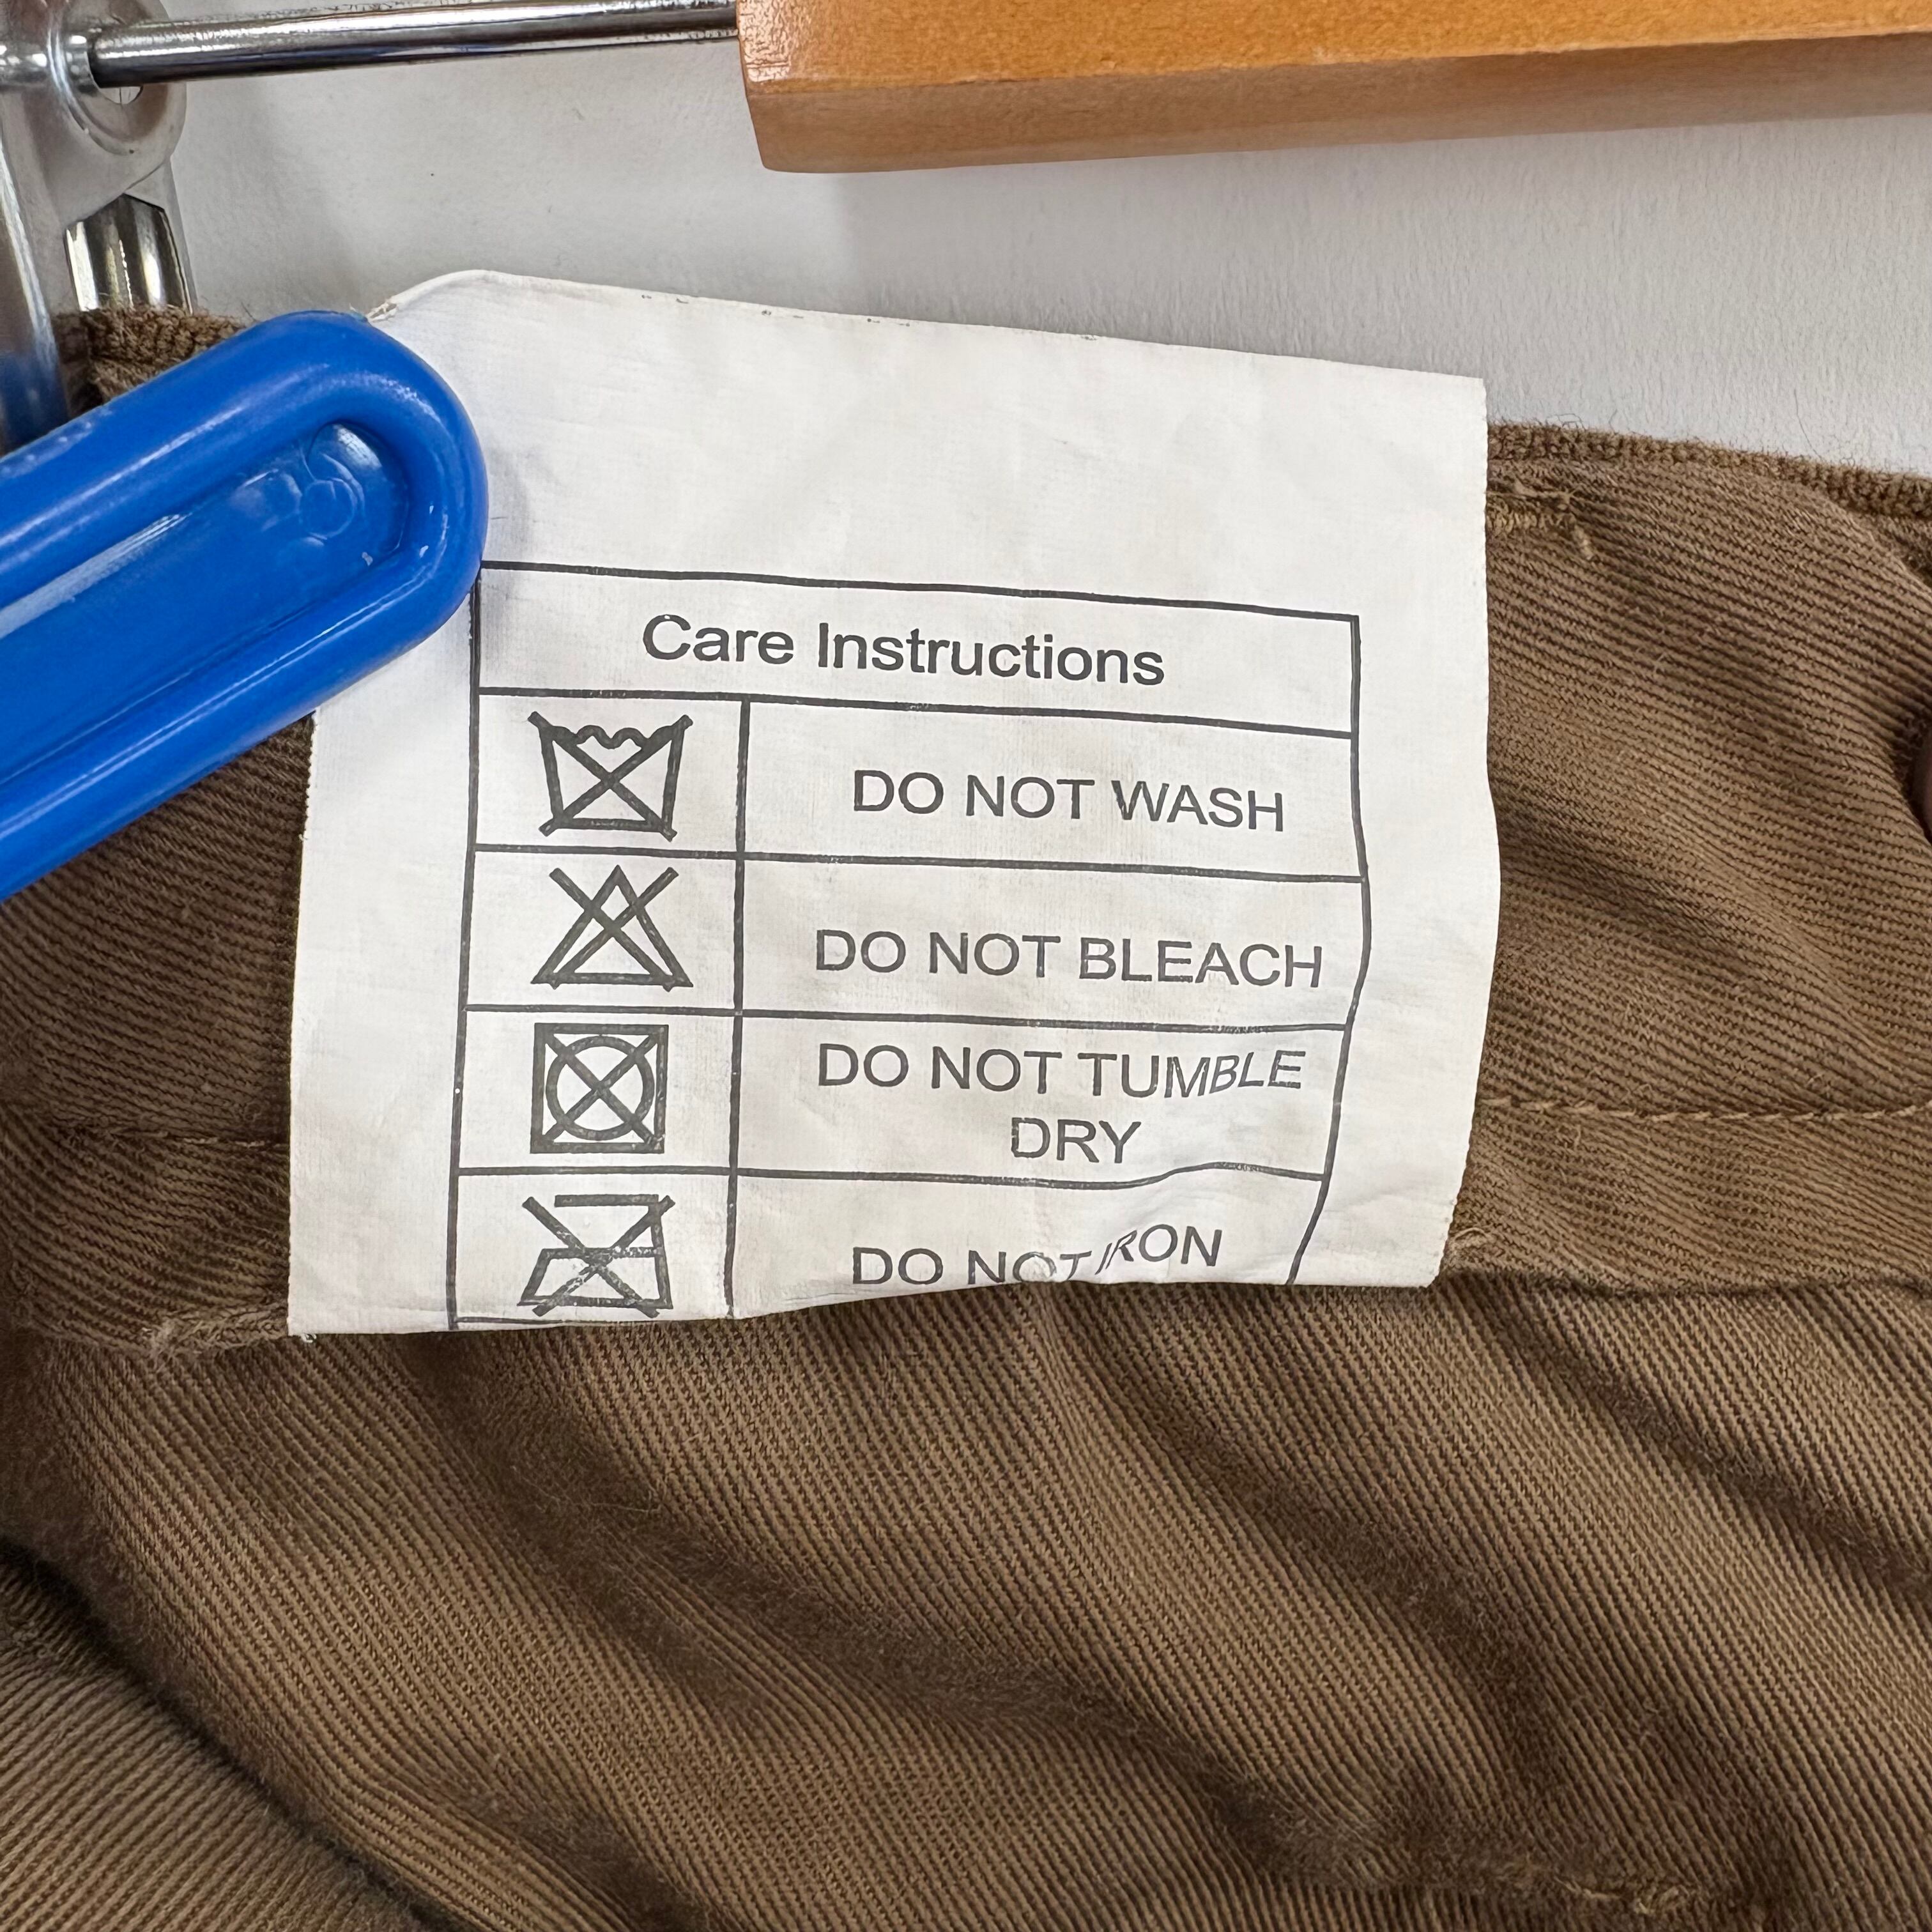 Care Instructions
DO NOT WASH
DO NOT BLEACH
DO NOT TUMBLE
DRY
DO NOT IRON